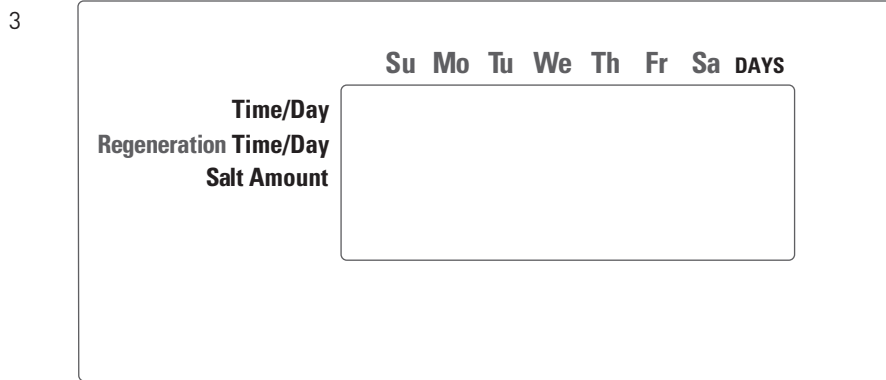 3
Su Mo Tu We Th Fr Sa DAYS
Time/Day
Regeneration Time/Day
Salt Amount